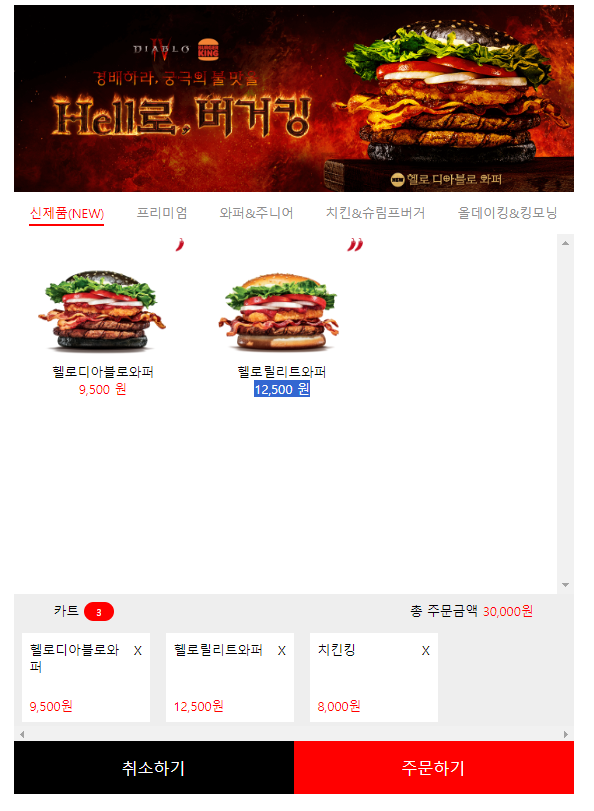 DIABLO IV BURGER KING
경배하라, 궁극의 불맛을
Hell로, 버거킹
NEW 헬로 디아블로 와퍼
신제품(NEW) 프리미엄 와퍼&주니어 치킨&슈림프버거 올데이킹&킹모닝
헬로디아블로와퍼 헬로릴리트와퍼
9,500 원 12,500 원
카트 3 총 주문금액 30,000원
헬로디아블로와 X 헬로릴리트와퍼 X 치킨킹 X
퍼
9,500원 12,500원 8,000원
취소하기 주문하기